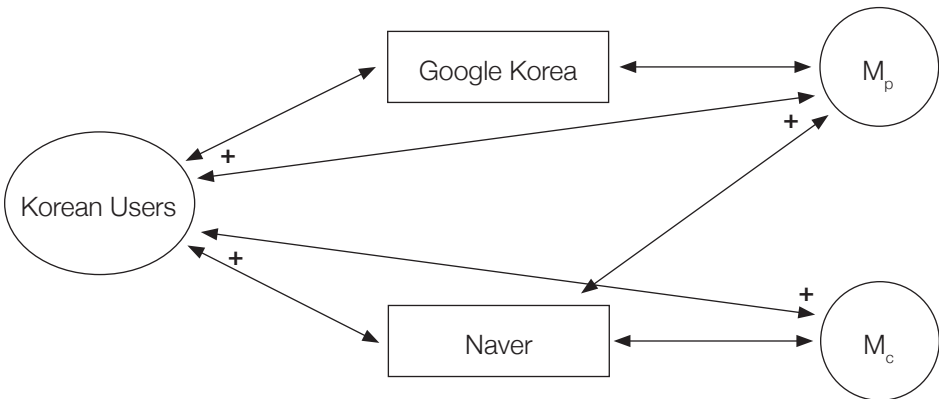 Google Korea
M_p
+
+
Korean Users
+
+
Naver
M_c